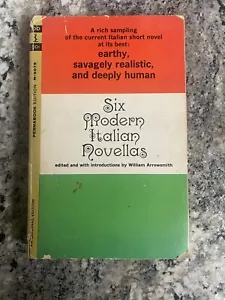 A rich sampling
of the current Italian short novel
at its best:
earthy,
savagely realistic,
and deeply human
Six
Modern
Italian
Novellas
edited and with introductions by William Arrowsmith
PERMABOOK EDITION